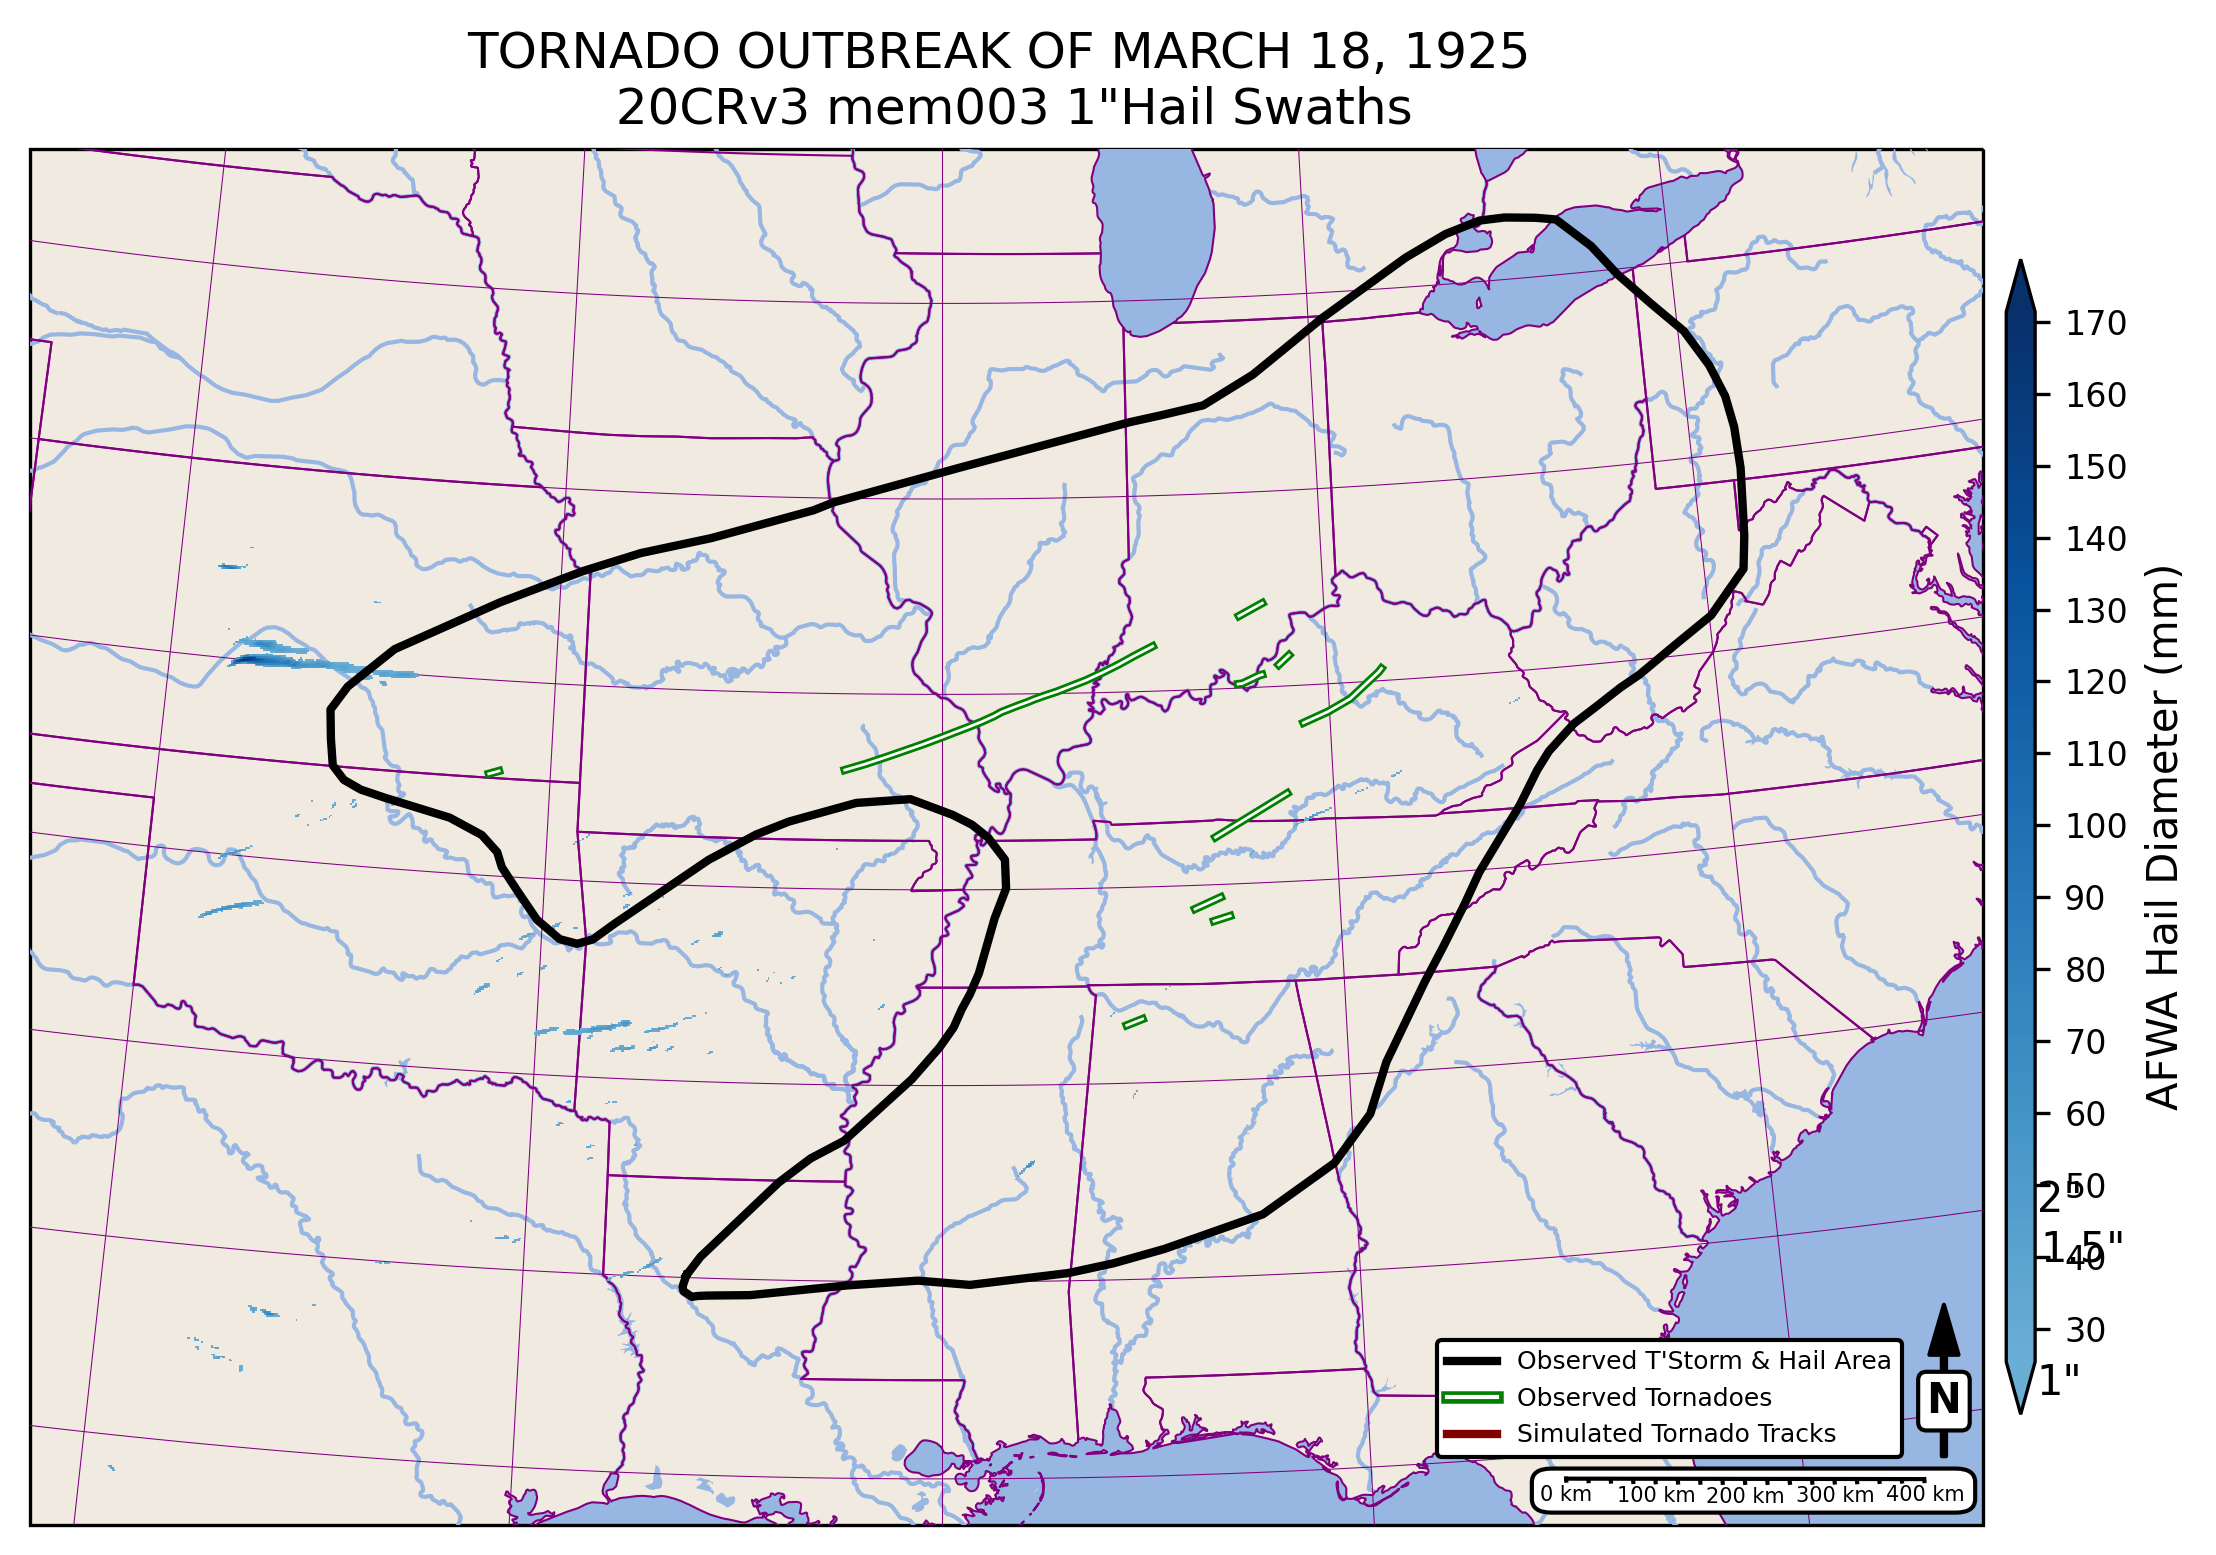 TORNADO OUTBREAK OF MARCH 18, 1925
20CRv3 mem003 1"Hail Swaths
170
160
150
140
130
120
110
100
90
80
70
60
50
2"
1.5"
40
30
1"
AFWA Hail Diameter (mm)
Observed T'Storm & Hail Area
Observed Tornadoes
Simulated Tornado Tracks
N
0 km 100 km 200 km 300 km 400 km